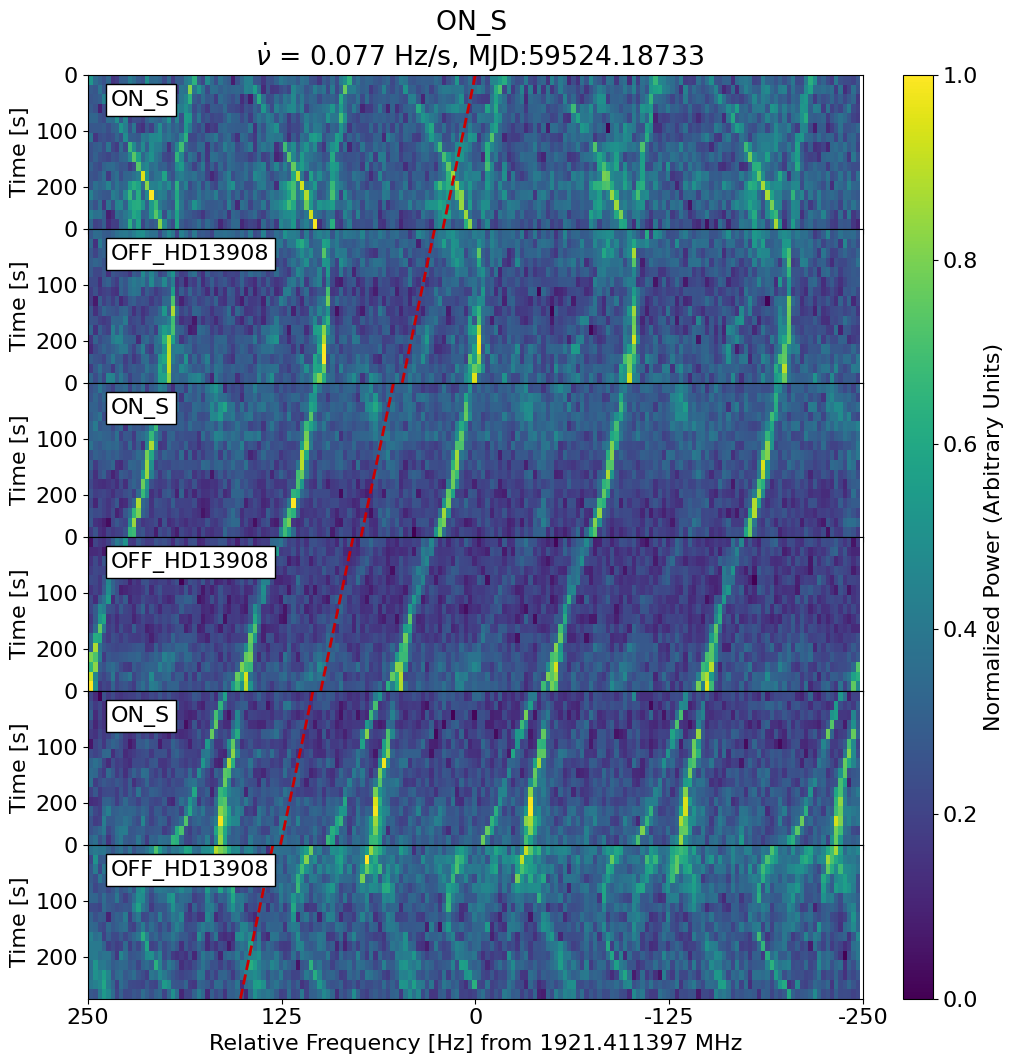 ON_S
ν̇ = 0.077 Hz/s, MJD:59524.18733
0
100
200
Time [s]
ON_S
0
100
200
Time [s]
OFF_HD13908
0
100
200
Time [s]
ON_S
0
100
200
Time [s]
OFF_HD13908
0
100
200
Time [s]
ON_S
0
100
200
Time [s]
OFF_HD13908
250 125 0 -125 -250
Relative Frequency [Hz] from 1921.411397 MHz
1.0
0.8
0.6
0.4
0.2
0.0
Normalized Power (Arbitrary Units)